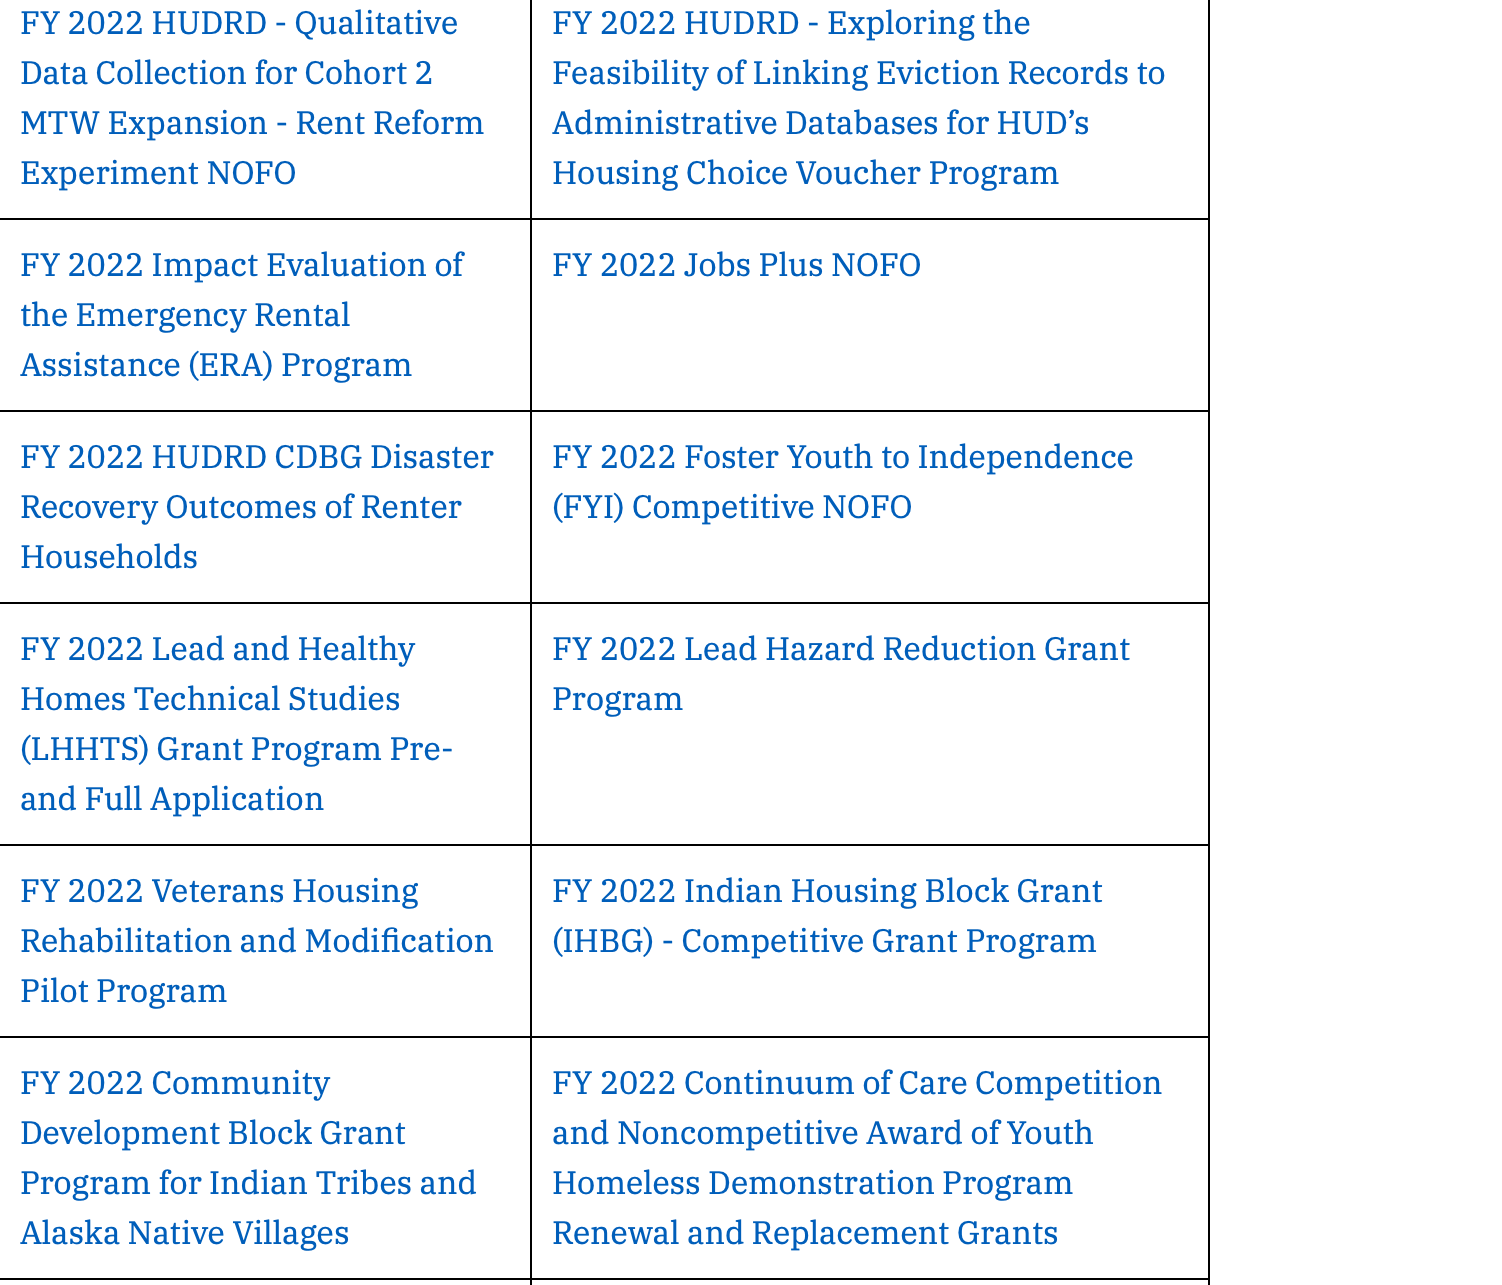 FY 2022 HUDRD - Qualitative
Data Collection for Cohort 2
MTW Expansion - Rent Reform
Experiment NOFO
FY 2022 HUDRD - Exploring the
Feasibility of Linking Eviction Records to
Administrative Databases for HUD’s
Housing Choice Voucher Program
FY 2022 Impact Evaluation of
the Emergency Rental
Assistance (ERA) Program
FY 2022 Jobs Plus NOFO
FY 2022 HUDRD CDBG Disaster
Recovery Outcomes of Renter
Households
FY 2022 Foster Youth to Independence
(FYI) Competitive NOFO
FY 2022 Lead and Healthy
Homes Technical Studies
(LHHTS) Grant Program Pre-
and Full Application
FY 2022 Lead Hazard Reduction Grant
Program
FY 2022 Veterans Housing
Rehabilitation and Modification
Pilot Program
FY 2022 Indian Housing Block Grant
(IHBG) - Competitive Grant Program
FY 2022 Community
Development Block Grant
Program for Indian Tribes and
Alaska Native Villages
FY 2022 Continuum of Care Competition
and Noncompetitive Award of Youth
Homeless Demonstration Program
Renewal and Replacement Grants